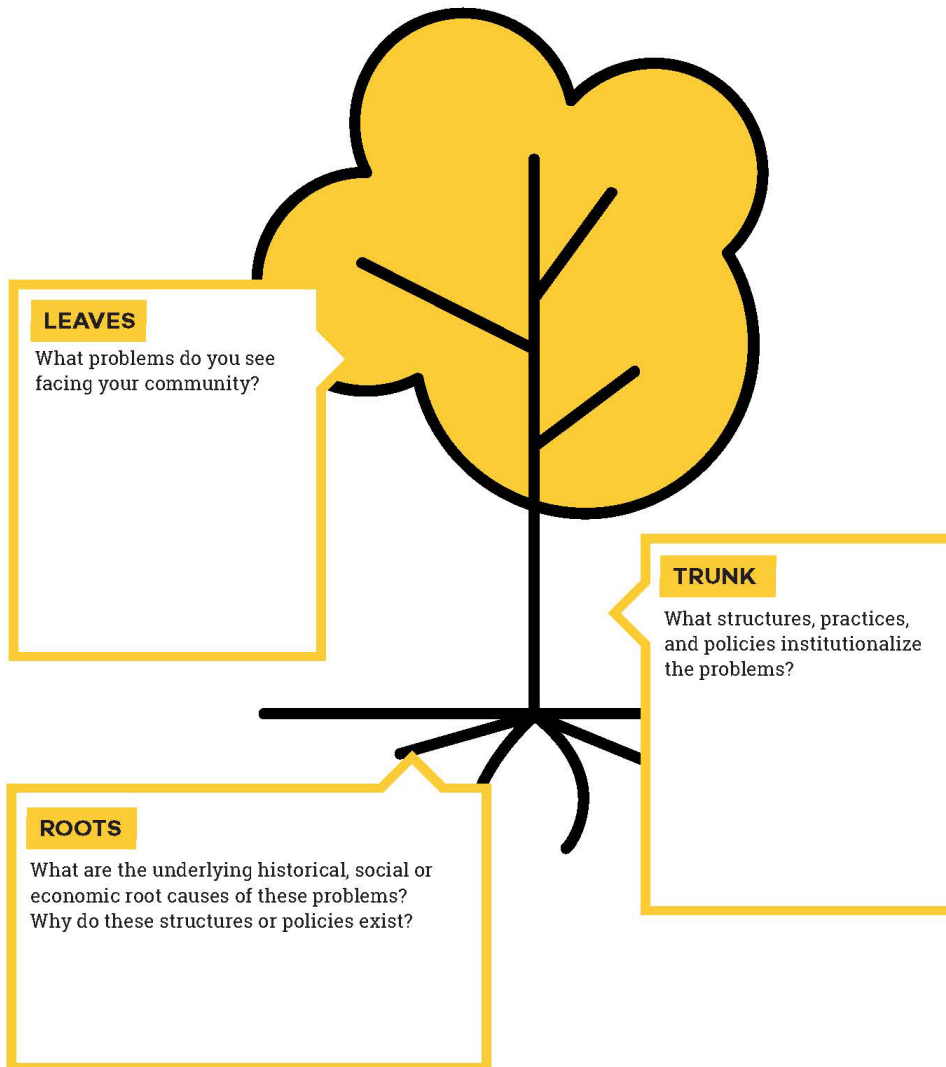 LEAVES
What problems do you see
facing your community?
TRUNK
What structures, practices,
and policies institutionalize
the problems?
ROOTS
What are the underlying historical, social or
economic root causes of these problems?
Why do these structures or policies exist?